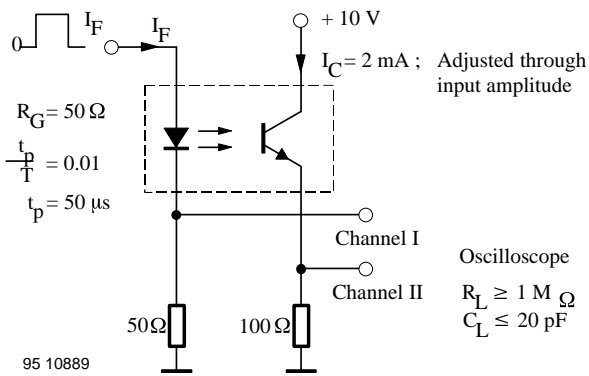 0
I_F
I_F
+ 10 V
I_C = 2 mA ; Adjusted through
input amplitude
R_G = 50 Ω
t_p
T
= 0.01
t_p = 50 µs
Channel I
Channel II
Oscilloscope
R_L ≥ 1 M Ω
C_L ≤ 20 pF
50 Ω
100 Ω
95 10889